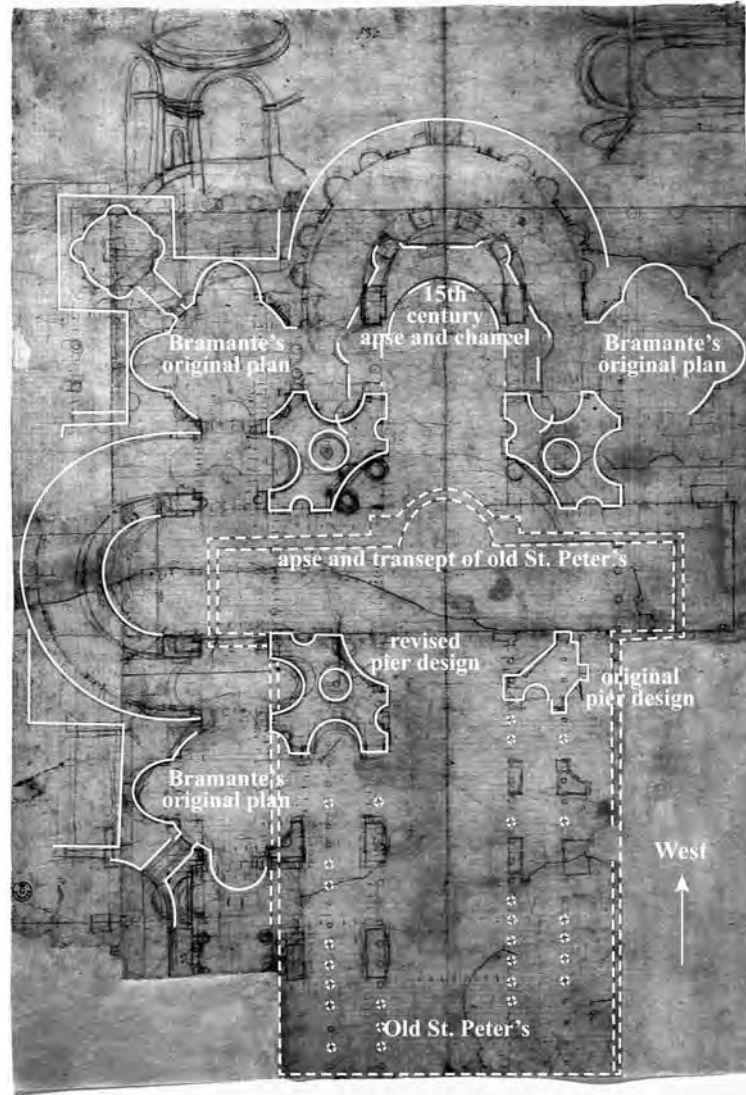 132
15th
century
apse and chancel
Bramante's
original plan
Bramante's
original plan
apse and transept of old St. Peter's
revised
pier design
original
pier design
Bramante's
original plan
West
Old St. Peter's